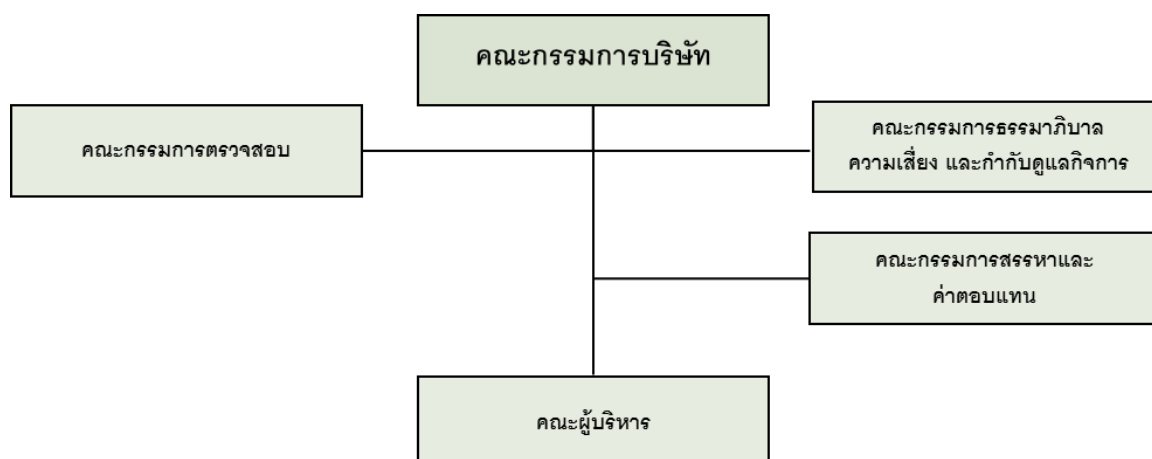 คณะกรรมการบริษัท
คณะกรรมการตรวจสอบ
คณะกรรมการธรรมาภิบาล
ความเสี่ยง และกำกับดูแลกิจการ
คณะกรรมการสรรหาและ
ค่าตอบแทน
คณะผู้บริหาร